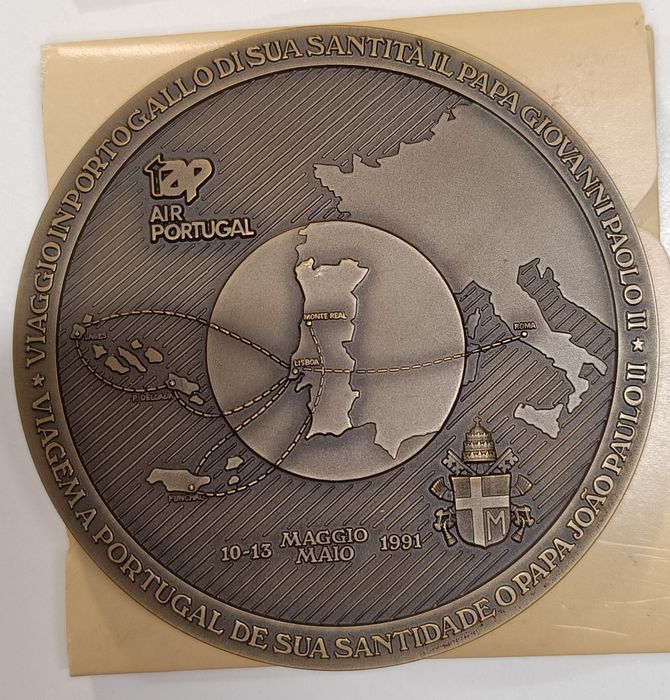 VIAGGIO IN PORTOGALLO DI SUA SANTITÀ IL PAPA GIOVANNI PAOLO II
TAP
AIR
PORTUGAL
MONTE REAL
ROMA
LAJES
LISBOA
P. DELGADA
FUNCHAL
M
10-13 MAGGIO 1991
MAIO
VIAGEM A PORTUGAL DE SUA SANTIDADE O PAPA JOÃO PAULO II